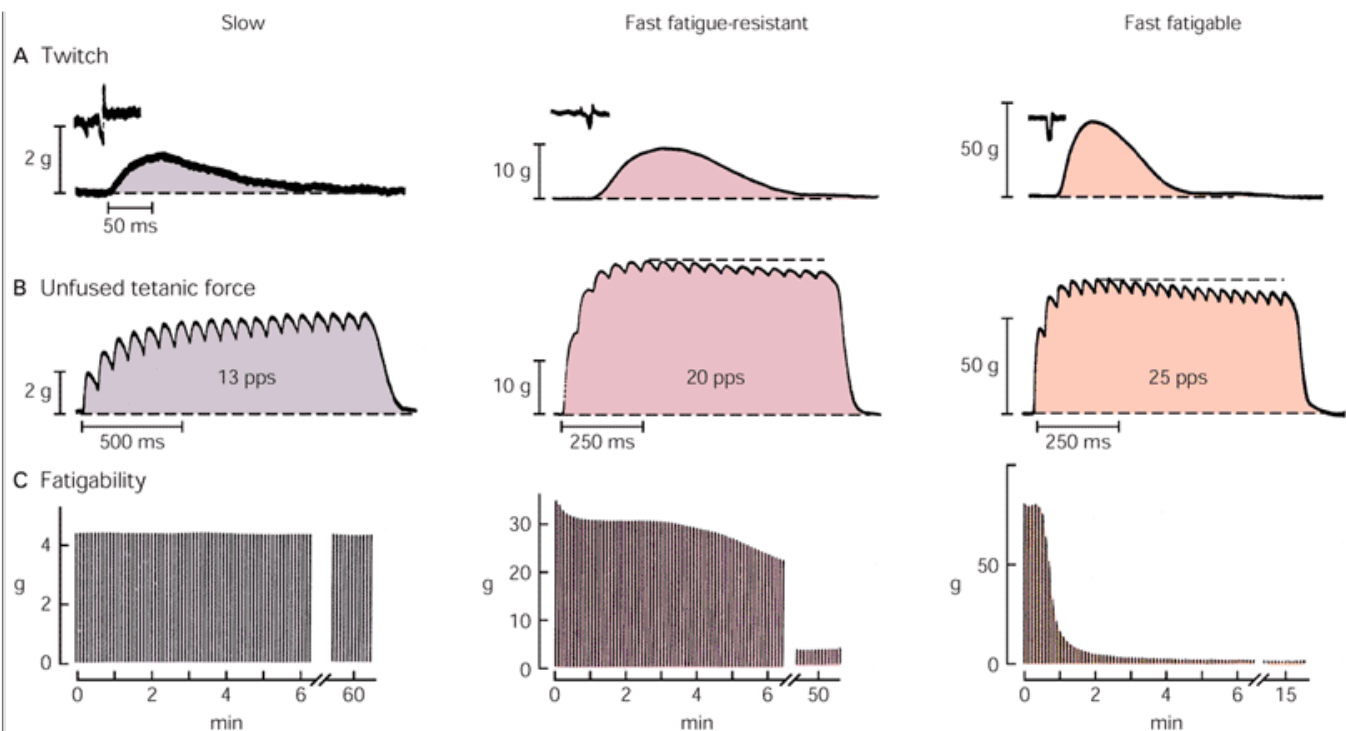 Slow Fast fatigue-resistant Fast fatigable
A Twitch
2 g 10 g 50 g
50 ms
B Unfused tetanic force
2 g 13 pps 10 g 20 pps 50 g 25 pps
500 ms 250 ms 250 ms
C Fatigability
4 30
g 2 g 20 g 50
10
0 0 0
0 2 4 6 60 0 2 4 6 50 0 2 4 6 15
min min min